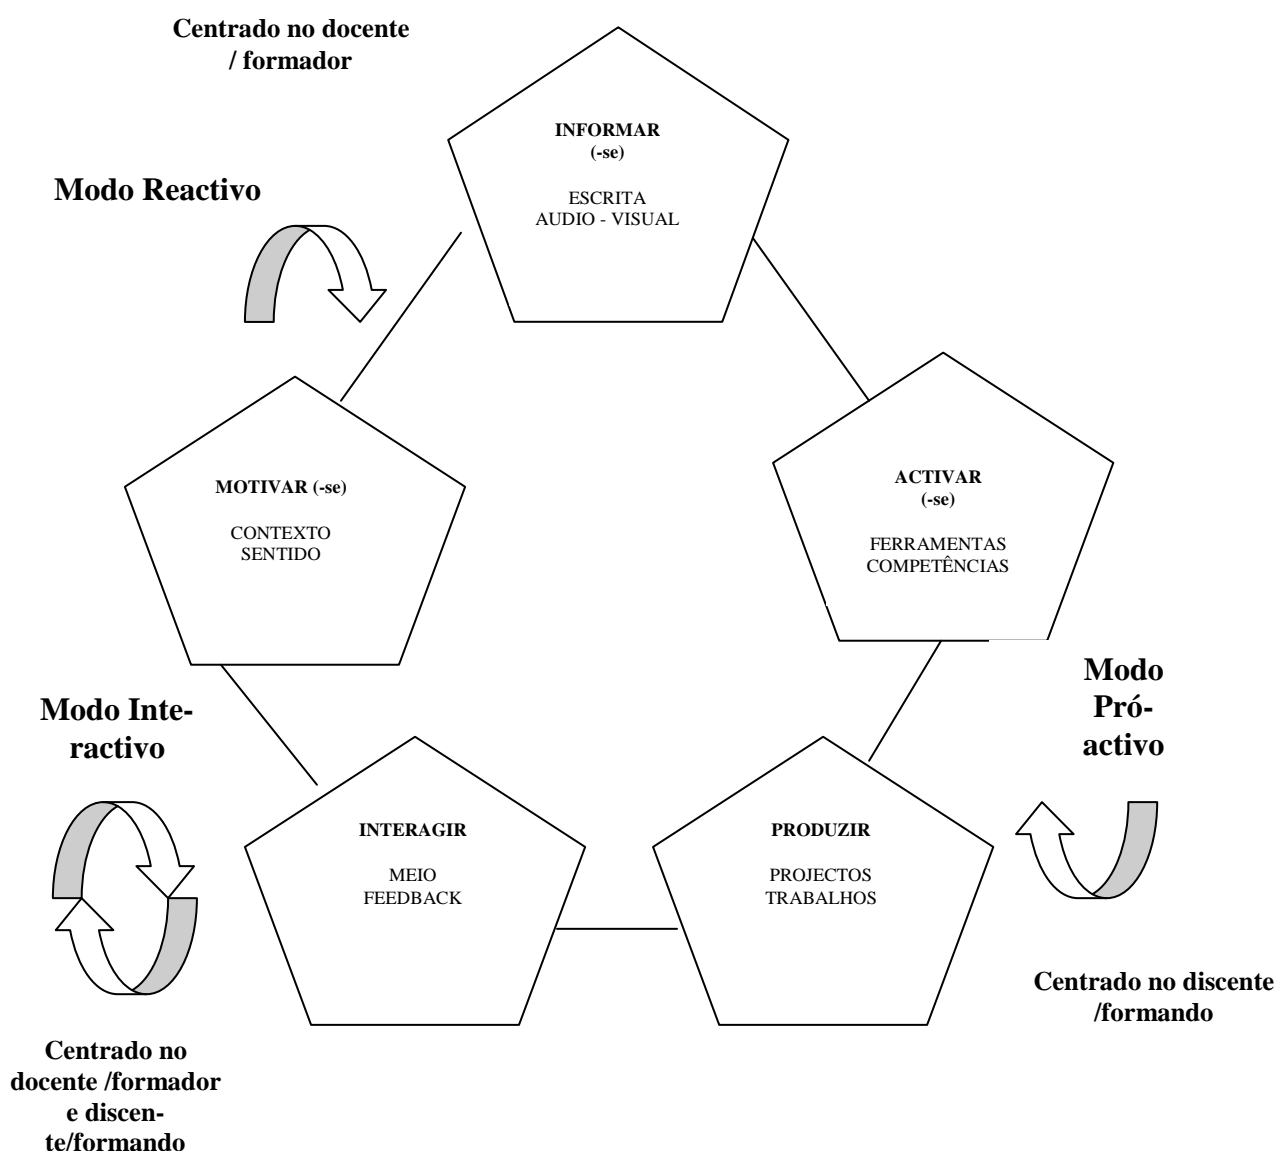 Centrado no docente
/ formador
INFORMAR
(-se)
ESCRITA
AUDIO - VISUAL
Modo Reactivo
MOTIVAR (-se)
CONTEXTO
SENTIDO
ACTIVAR
(-se)
FERRAMENTAS
COMPETÊNCIAS
Modo Inte-
ractivo
Modo
Pró-
activo
INTERAGIR
MEIO
FEEDBACK
PRODUZIR
PROJECTOS
TRABALHOS
Centrado no discente
/formando
Centrado no
docente /formador
e discen-
te/formando